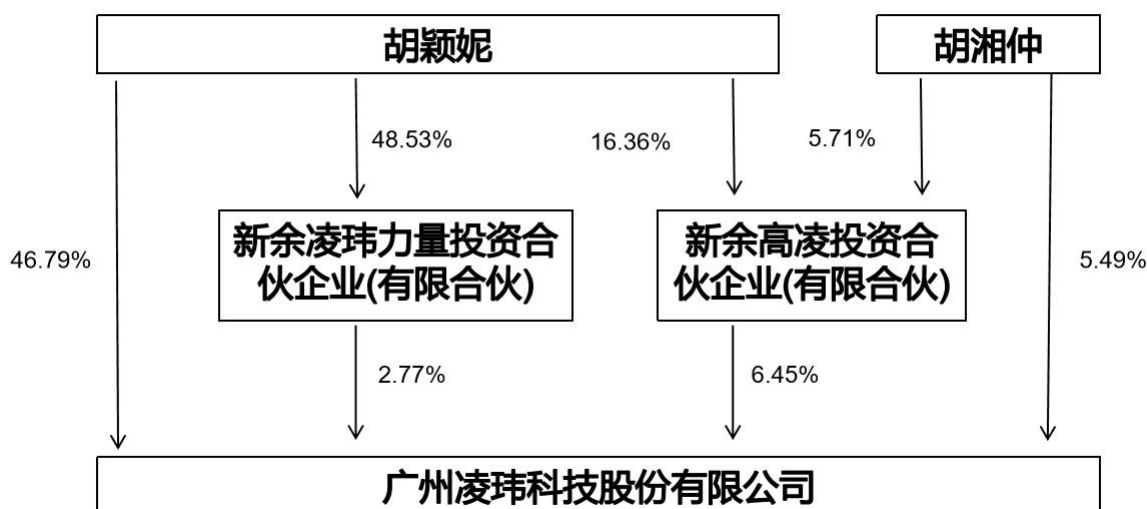 胡颖妮
胡湘仲
48.53%
16.36%
5.71%
新余凌玮力量投资合
伙企业(有限合伙)
新余高凌投资合
伙企业(有限合伙)
46.79%
5.49%
2.77%
6.45%
广州凌玮科技股份有限公司